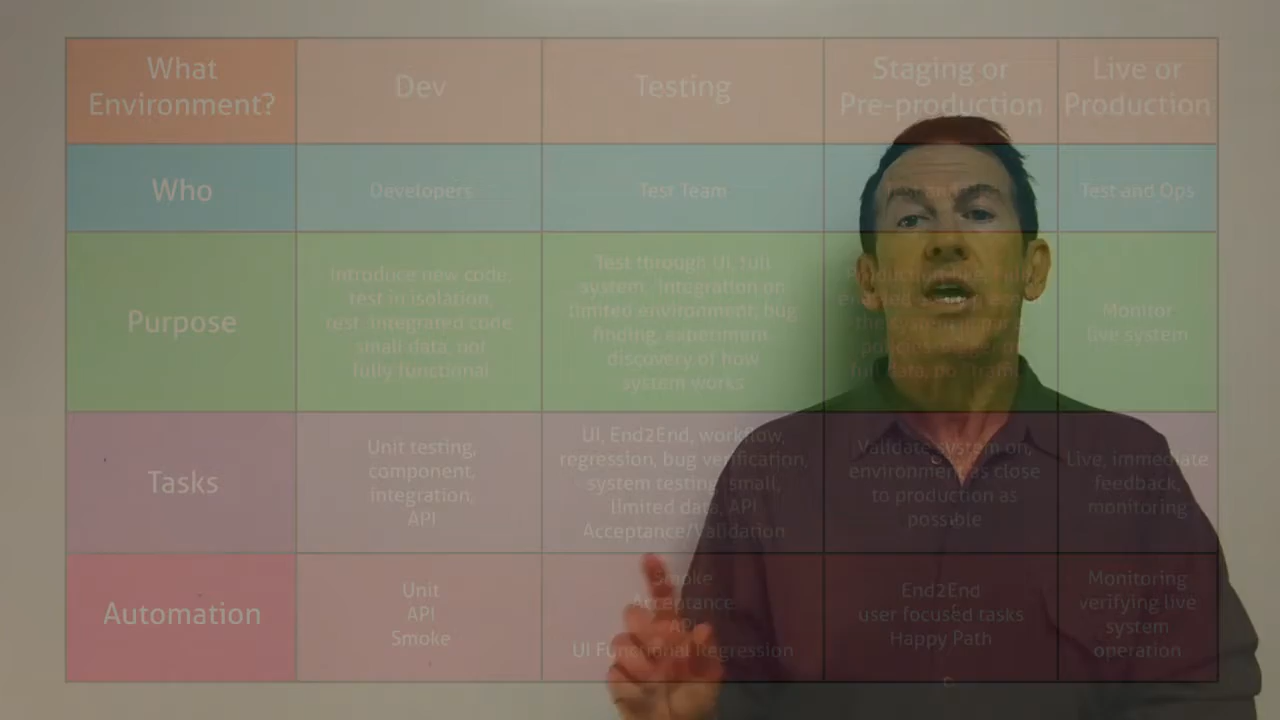 What
Environment?
Dev
Testing
Staging or
Pre-production
Live or
Production
Who
Developers
Test Team
Test and Ops
Purpose
Introduce new code,
test in isolation,
test integrated code
small data, not
fully functional
Test through UI, full
system, integration on
limited environment, bug
finding, experiment
discovery of how
system works
full data,
Monitor
live system
Tasks
Unit testing,
component,
integration,
API
UI, End2End, workflow,
regression, bug verification,
system testing, small,
limited data, API
Acceptance/Validation
Validate system on,
environment as close
to production as
possible
Live, immediate
feedback,
monitoring
Automation
Unit
API
Smoke
Smoke
Acceptance
API
UI Functional Regression
End2End
user focused tasks
Happy Path
Monitoring
verifying live
system
operation